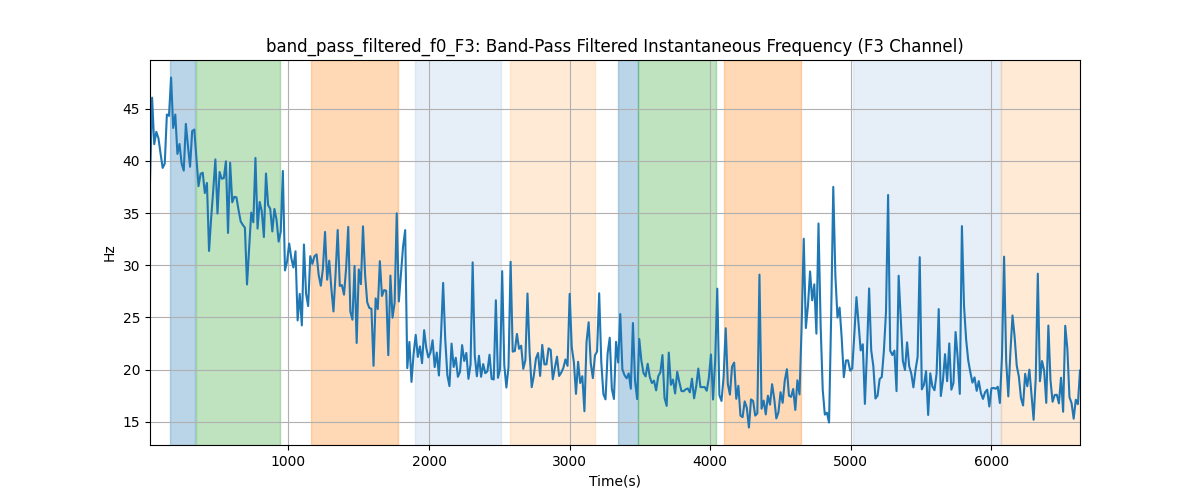 band_pass_filtered_f0_F3: Band-Pass Filtered Instantaneous Frequency (F3 Channel)
Hz
45
40
35
30
25
20
15
1000 2000 3000 4000 5000 6000
Time(s)